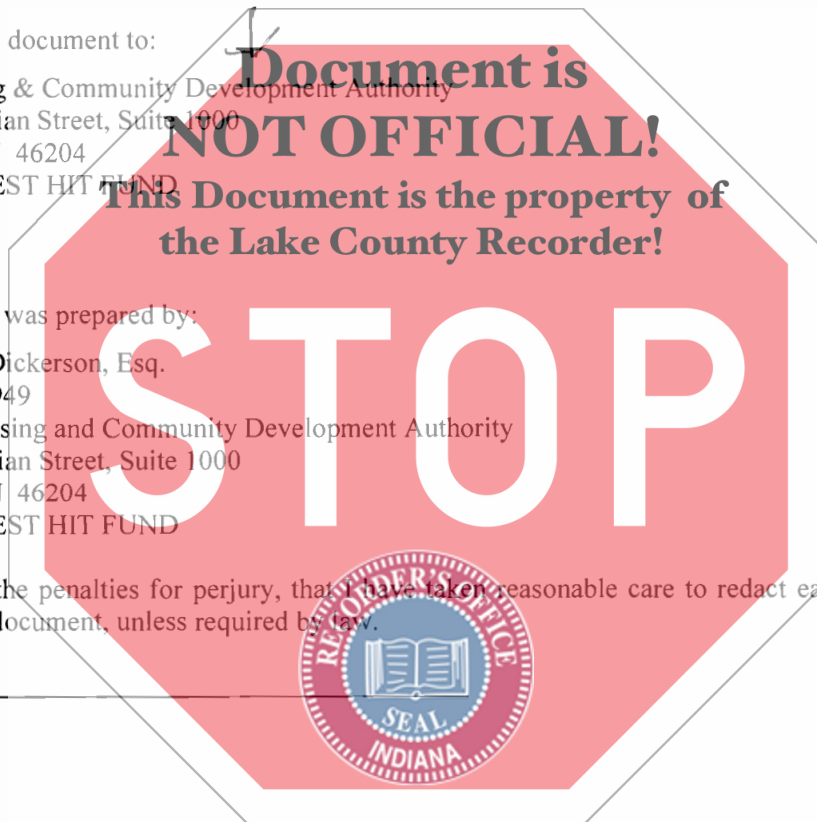 document to:
Document is
g & Community Development Authority
ian Street, Suite 1000
NOT OFFICIAL!
46204
EST HIT FUND
This Document is the property of
the Lake County Recorder!
was prepared by:
Dickerson, Esq.
949
STOP
sing and Community Development Authority
ian Street, Suite 1000
46204
EST HIT FUND
the penalties for perjury, that I have taken reasonable care to redact ea
document, unless required by law.
RECORDER'S OFFICE
SEAL
INDIANA